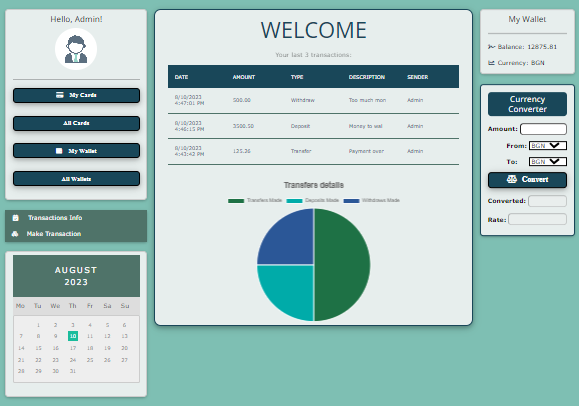 Hello, Admin!
My Cards
All Cards
My Wallet
All Wallets
Transactions Info
Make Transaction
AUGUST
2023
Mo Tu We Th Fr Sa Su
1 2 3 4 5 6
7 8 9 10 11 12 13
14 15 16 17 18 19 20
21 22 23 24 25 26 27
28 29 30 31
WELCOME
Your last 3 transactions:
DATE AMOUNT TYPE DESCRIPTION SENDER
8/10/2023
4:47:01 PM
500.00 Withdraw Too much mon Admin
8/10/2023
4:46:15 PM
3500.50 Deposit Money to wal Admin
8/10/2023
4:43:42 PM
125.20 Transfer Payment over Admin
Transfers details
Transfers Made Deposits Made Withdraws Made
My Wallet
Balance: 12875.81
Currency: BGN
Currency
Converter
Amount:
From: BGN
To: BGN
Convert
Converted:
Rate: